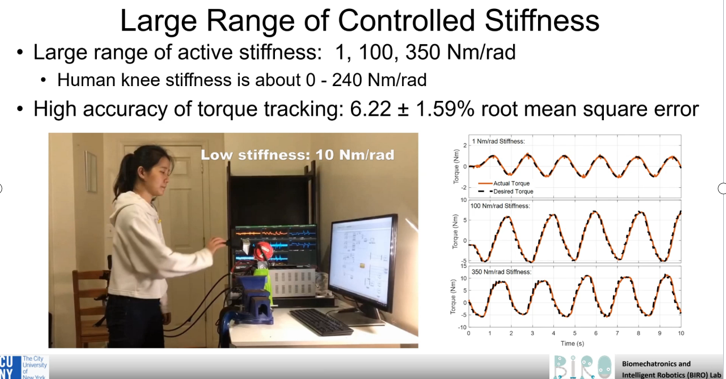 Large Range of Controlled Stiffness
• Large range of active stiffness: 1, 100, 350 Nm/rad
• Human knee stiffness is about 0 - 240 Nm/rad
• High accuracy of torque tracking: 6.22 ± 1.59% root mean square error
Low stiffness: 10 Nm/rad
1 Nm/rad Stiffness:
Torque (Nm)
2
0
-2
Actual Torque
Desired Torque
100 Nm/rad Stiffness:
Torque (Nm)
10
5
0
-5
350 Nm/rad Stiffness:
Torque (Nm)
15
10
5
0
-5
-10
0 1 2 3 4 5 6 7 8 9 10
Time (s)
CU
NY
The City
University
of
New York
BIRO
Biomechatronics and
Intelligent Robotics (BIRO) Lab